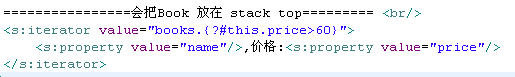 ================会把Book 放在 stack top========= <br/>
<s:iterator value="books.{?#this.price>60}">
<s:property value="name"/>,价格:<s:property value="price"/>
</s:iterator>